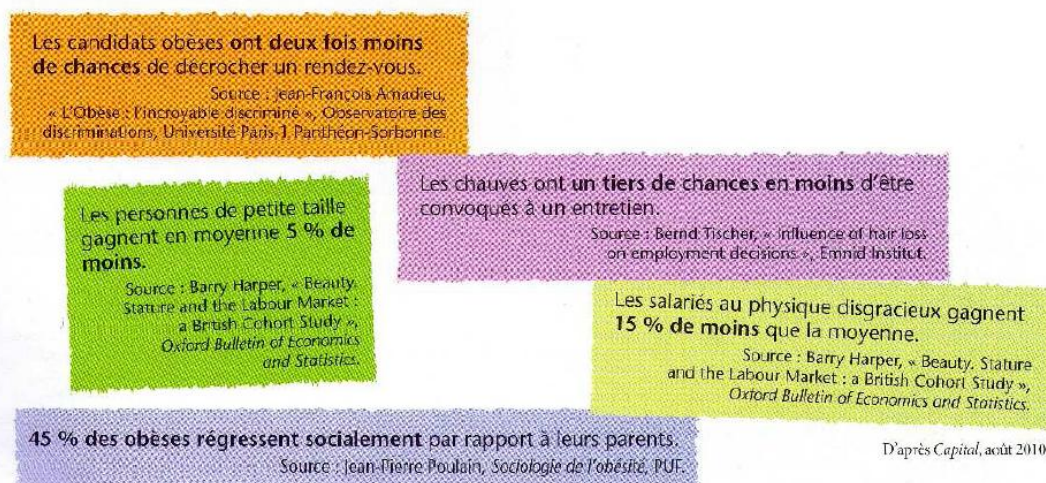 Les candidats obèses ont deux fois moins
de chances de décrocher un rendez-vous.
Source : Jean-François Amadieu,
« L'Obèse : l'incroyable discriminé », Observatoire des
discriminations, Université Paris-1 Panthéon-Sorbonne.
Les chauves ont un tiers de chances en moins d'être
convoqués à un entretien.
Source : Bernd Tischer, « Influence of hair loss
on employment decisions », Emnid Institut.
Les personnes de petite taille
gagnent en moyenne 5 % de
moins.
Source : Barry Harper, « Beauty.
Stature and the Labour Market :
a British Cohort Study »,
Oxford Bulletin of Economics
and Statistics.
Les salariés au physique disgracieux gagnent
15 % de moins que la moyenne.
Source : Barry Harper, « Beauty. Stature
and the Labour Market : a British Cohort Study »,
Oxford Bulletin of Economics and Statistics.
45 % des obèses régressent socialement par rapport à leurs parents.
Source : Jean-Pierre Poulain, Sociologie de l'obésité, PUF.
D'après Capital, août 2010